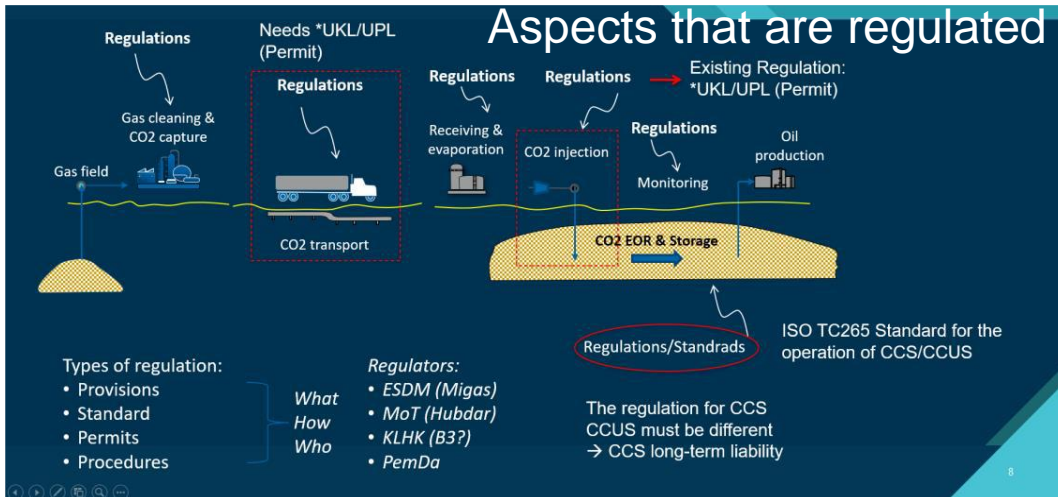 Aspects that are regulated
Regulations
Gas cleaning &
CO2 capture
Gas field
Needs *UKL/UPL
(Permit)
Regulations
CO2 transport
Regulations
Receiving &
evaporation
Regulations
CO2 injection
Existing Regulation:
*UKL/UPL (Permit)
Regulations
Monitoring
Oil
production
CO2 EOR & Storage
Regulations/Standrads
ISO TC265 Standard for the
operation of CCS/CCUS
Types of regulation:
• Provisions
• Standard
• Permits
• Procedures
What
How
Who
Regulators:
• ESDM (Migas)
• MoT (Hubdar)
• KLHK (B3?)
• PemDa
The regulation for CCS
CCUS must be different
→ CCS long-term liability
8